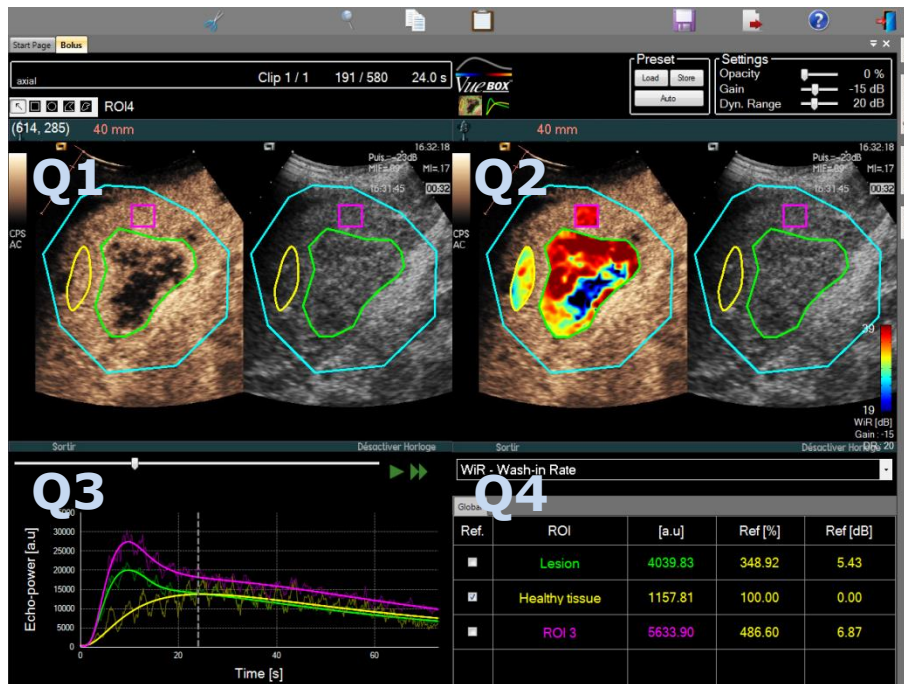 Start Page Bolus
axial Clip 1 / 1 191 / 580 24.0 s
VUEBOX
Preset
Load Store
Auto
Settings
Opacity 0 %
Gain -15 dB
Dyn. Range 20 dB
ROI4
(614, 285) 40 mm
40 mm
Q1
16:32:18
Puis.=-23dB
MI=.17
16:31:45 00:32
CPS
AC
Q2
16:32:18
Puis.=-23dB
MI=.17
16:31:45 00:32
CPS
AC
39
19
WiR [dB]
Gain : -15
DR : 20
Sortir Désactiver Horloge
Sortir Désactiver Horloge
Q3
Echo-power [a.u]
30000
25000
20000
15000
10000
5000
0
0 20 40 60
Time [s]
WiR - Wash-in Rate
Q4
Global
Ref. ROI [a.u] Ref [%] Ref [dB]
Lesion 4039.83 348.92 5.43
Healthy tissue 1157.81 100.00 0.00
ROI 3 5633.90 486.60 6.87